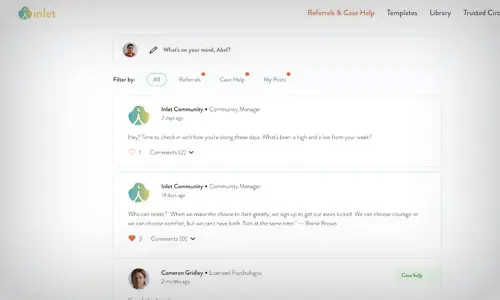 inlet
Referrals & Case Help Templates Library Trusted Circ
What's on your mind, Abel?
Filter by: All Referrals Case Help My Posts
Inlet Community • Community Manager
2 days ago
Hey! Time to check in with how you're doing these days. What's been a high and a low from your week?
1 Comments (2)
Inlet Community • Community Manager
14 days ago
Who can relate? "When we make the choice to dare greatly, we sign up to get our asses kicked. We can choose courage or
we can choose comfort, but we can't have both. Not at the same time." -- Brené Brown
2 Comments (0)
Cameron Gridley • Licensed Psychologist
2 months ago
Case help